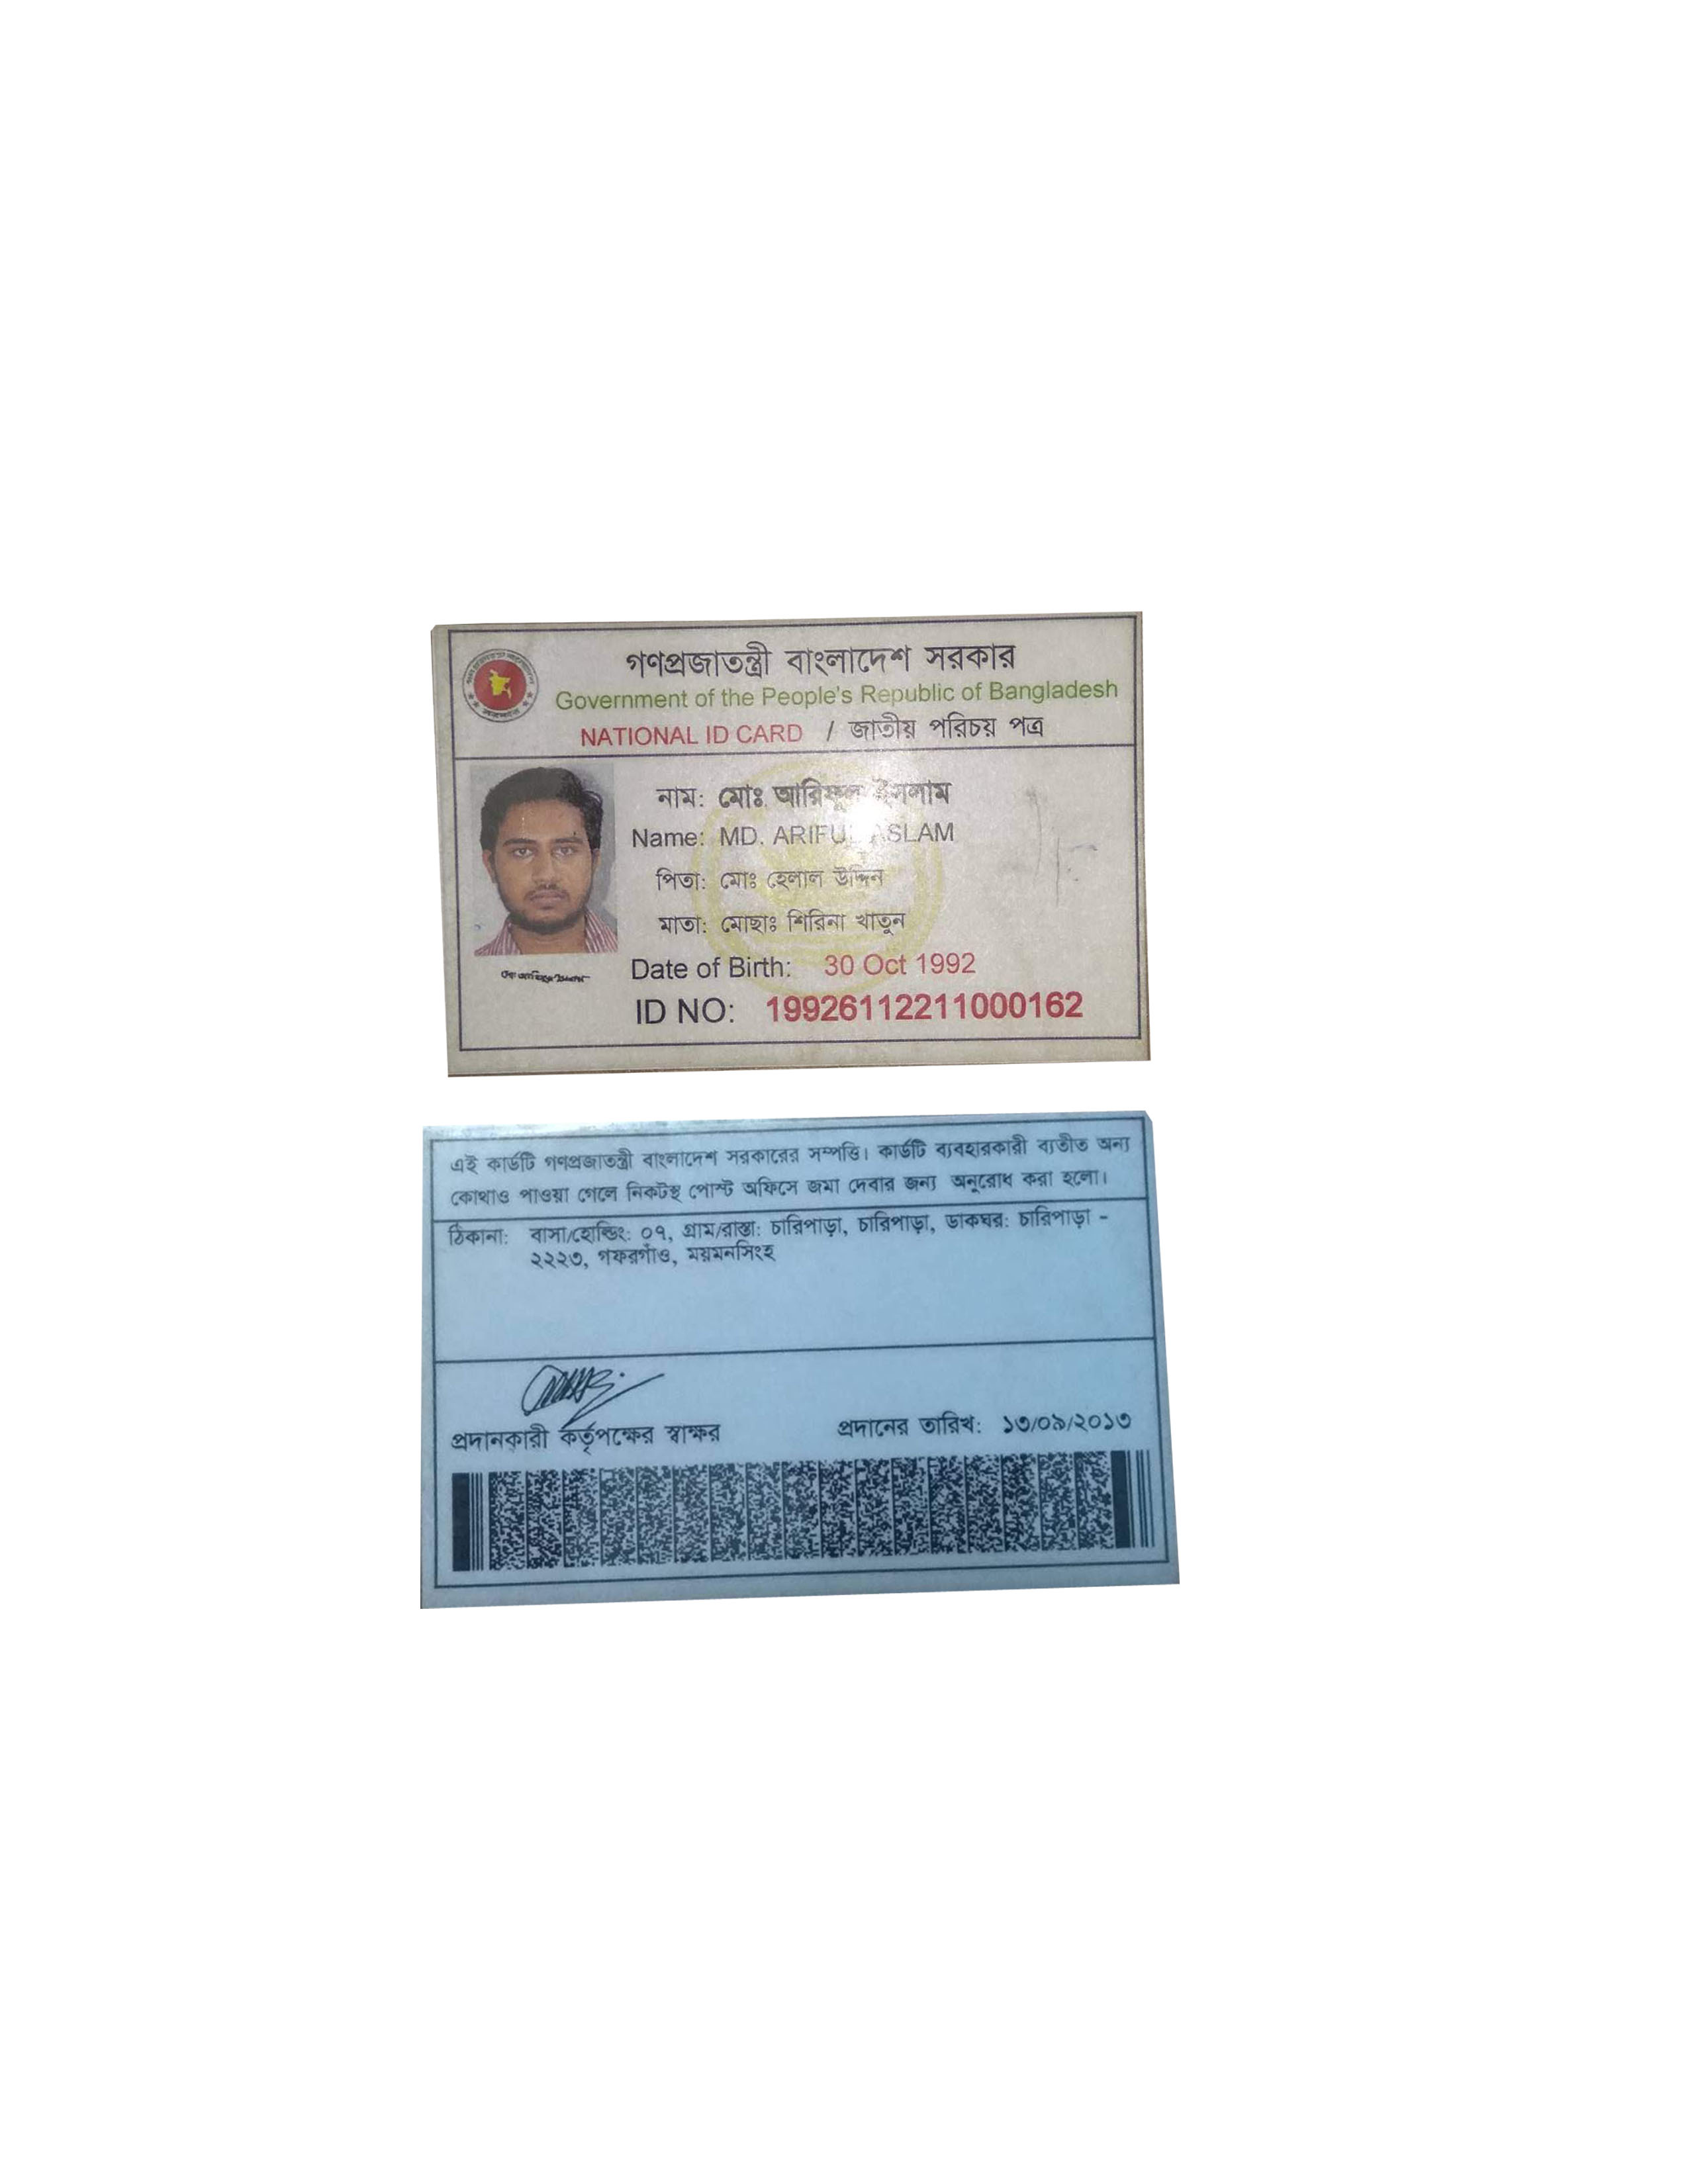 গণপ্রজাতন্ত্রী বাংলাদেশ সরকার
Government of the People's Republic of Bangladesh
NATIONAL ID CARD / জাতীয় পরিচয় পত্র
নাম: মোঃ আরিফুল ইসলাম
Name: MD. ARIFUL ASLAM
পিতা: মোঃ হেলাল উদ্দিন
মাতা: মোছাঃ শিরিনা খাতুন
Date of Birth: 30 Oct 1992
ID NO: 19926112211000162
এই কার্ডটি গণপ্রজাতন্ত্রী বাংলাদেশ সরকারের সম্পত্তি। কার্ডটি ব্যবহারকারী ব্যতীত অন্য
কোথাও পাওয়া গেলে নিকটস্থ পোস্ট অফিসে জমা দেবার জন্য অনুরোধ করা হলো।
ঠিকানা: বাসা/হোল্ডিং: ০৭, গ্রাম/রাস্তা: চারিপাড়া, চারিপাড়া, ডাকঘর: চারিপাড়া -
২২২৩, গফরগাঁও, ময়মনসিংহ
প্রদানকারী কর্তৃপক্ষের স্বাক্ষর প্রদানের তারিখ: ১৩/০৯/২০১৩